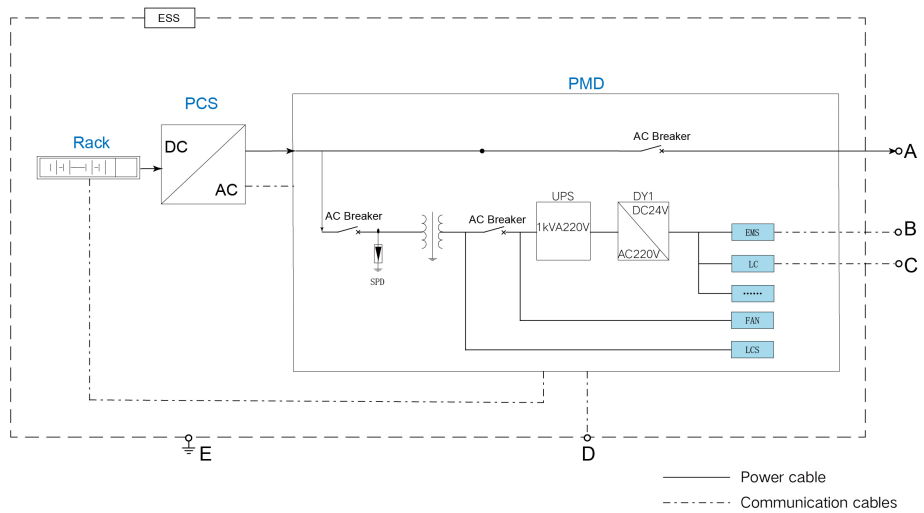 ESS
PMD
PCS
Rack
DC
AC
AC Breaker
A
UPS
DY1
AC Breaker
AC Breaker
1kVA220V
DC24V
AC220V
EMS
B
LC
C
SPD
••••••
FAN
LCS
E
D
Power cable
Communication cables